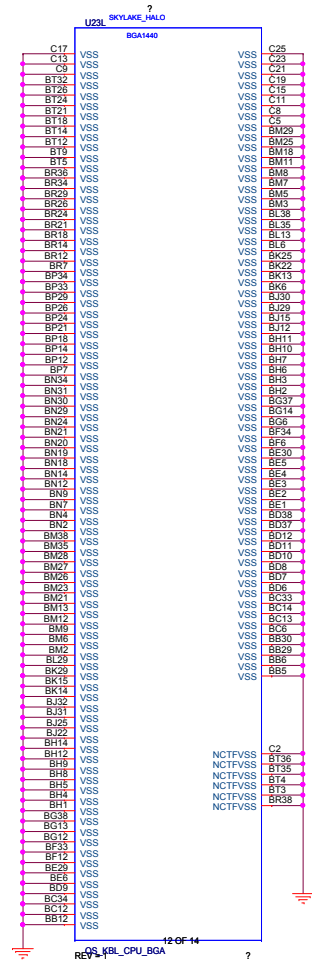 ?
SKYLAKE_HALO
U23L
BGA1440
C17 VSS VSS C25
C13 VSS VSS C23
C9 VSS VSS C21
BT32 VSS VSS C19
BT26 VSS VSS C15
BT24 VSS VSS C11
BT21 VSS VSS C8
BT18 VSS VSS C5
BT14 VSS VSS BM29
BT12 VSS VSS BM25
BT9 VSS VSS BM18
BT5 VSS VSS BM11
BR36 VSS VSS BM8
BR34 VSS VSS BM7
BR29 VSS VSS BM5
BR26 VSS VSS BM3
BR24 VSS VSS BL38
BR21 VSS VSS BL35
BR18 VSS VSS BL13
BR14 VSS VSS BL6
BR12 VSS VSS BK25
BR7 VSS VSS BK22
BP34 VSS VSS BK13
BP33 VSS VSS BK6
BP29 VSS VSS BJ30
BP26 VSS VSS BJ29
BP24 VSS VSS BJ15
BP21 VSS VSS BJ12
BP18 VSS VSS BH11
BP14 VSS VSS BH10
BP12 VSS VSS BH7
BP7 VSS VSS BH6
BN34 VSS VSS BH3
BN31 VSS VSS BH2
BN30 VSS VSS BG37
BN29 VSS VSS BG14
BN24 VSS VSS BG6
BN21 VSS VSS BF34
BN20 VSS VSS BF6
BN19 VSS VSS BE30
BN18 VSS VSS BE5
BN14 VSS VSS BE4
BN12 VSS VSS BE3
BN9 VSS VSS BE2
BN7 VSS VSS BE1
BN4 VSS VSS BD38
BN2 VSS VSS BD37
BM38 VSS VSS BD12
BM35 VSS VSS BD11
BM28 VSS VSS BD10
BM27 VSS VSS BD8
BM26 VSS VSS BD7
BM23 VSS VSS BD6
BM21 VSS VSS BC33
BM13 VSS VSS BC14
BM12 VSS VSS BC13
BM9 VSS VSS BC6
BM6 VSS VSS BB30
BM2 VSS VSS BB29
BL29 VSS VSS BB6
BK29 VSS VSS BB5
BK15 VSS
BK14 VSS
BJ32 VSS
BJ31 VSS
BJ25 VSS
BJ22 VSS
BH14 VSS
BH12 VSS NCTFVSS C2
BH9 VSS NCTFVSS BT36
BH8 VSS NCTFVSS BT35
BH5 VSS NCTFVSS BT4
BH4 VSS NCTFVSS BT3
BH1 VSS NCTFVSS BR38
BG38 VSS
BG13 VSS
BG12 VSS
BF33 VSS
BF12 VSS
BE29 VSS
BE6 VSS
BD9 VSS
BC34 VSS
BC12 VSS
BB12 VSS
12 OF 14
QS_KBL_CPU_BGA
REV = 1 ?